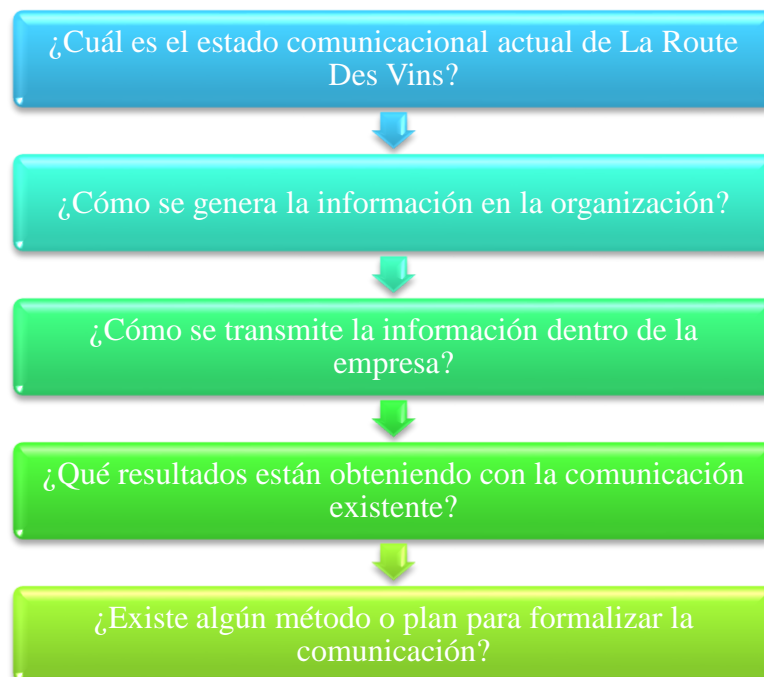 ¿Cuál es el estado comunicacional actual de La Route
Des Vins?
¿Cómo se genera la información en la organización?
¿Cómo se transmite la información dentro de la
empresa?
¿Qué resultados están obteniendo con la comunicación
existente?
¿Existe algún método o plan para formalizar la
comunicación?